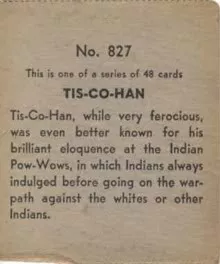 No. 827
This is one of a series of 48 cards
TIS-CO-HAN
Tis-Co-Han, while very ferocious,
was even better known for his
brilliant eloquence at the Indian
Pow-Wows, in which Indians always
indulged before going on the war-
path against the whites or other
Indians.